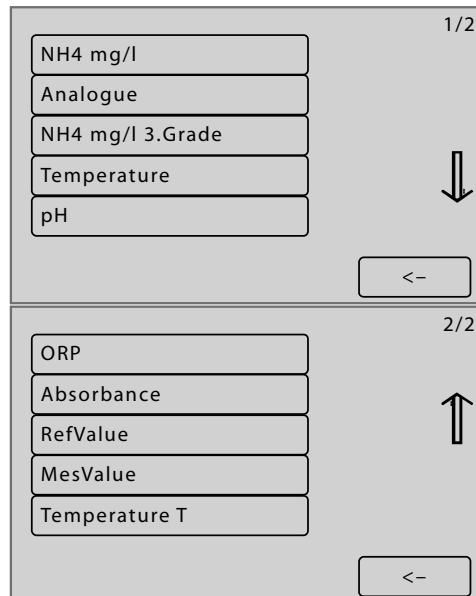 1/2
NH4 mg/l
Analogue
NH4 mg/l 3.Grade
Temperature
pH
<–
2/2
ORP
Absorbance
RefValue
MesValue
Temperature T
<–